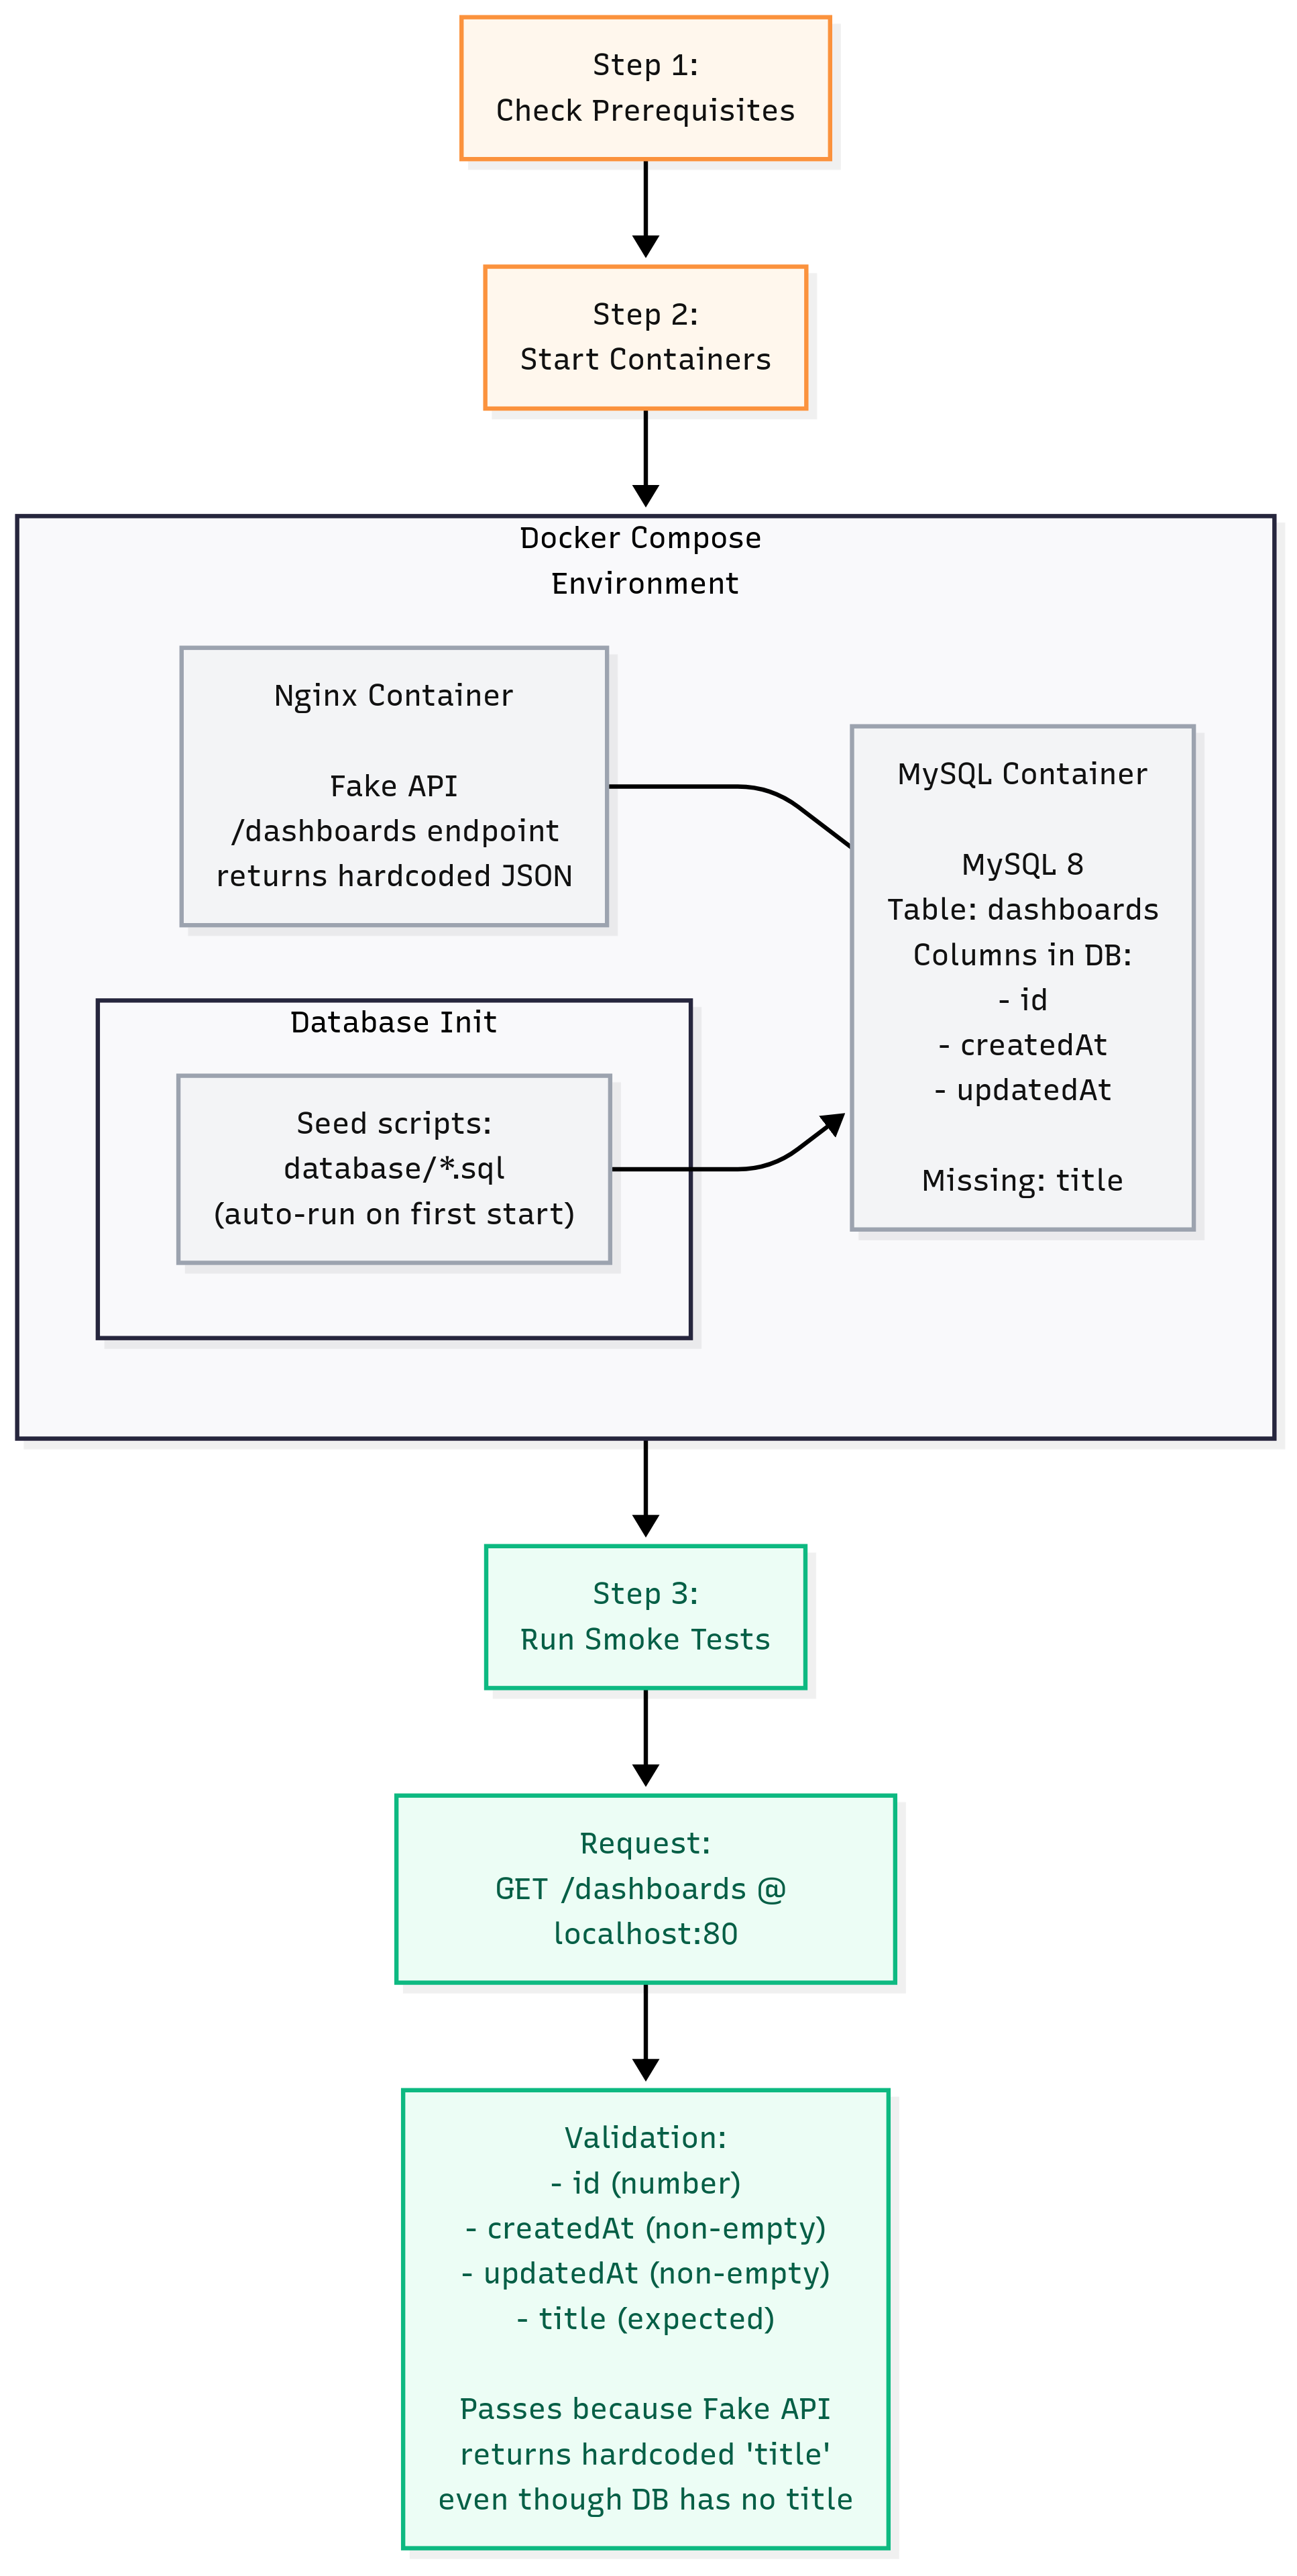 Step 1:
Check Prerequisites
Step 2:
Start Containers
Docker Compose
Environment
Nginx Container
Fake API
/dashboards endpoint
returns hardcoded JSON
MySQL Container
MySQL 8
Table: dashboards
Columns in DB:
- id
- createdAt
- updatedAt
Missing: title
Database Init
Seed scripts:
database/*.sql
(auto-run on first start)
Step 3:
Run Smoke Tests
Request:
GET /dashboards @
localhost:80
Validation:
- id (number)
- createdAt (non-empty)
- updatedAt (non-empty)
- title (expected)
Passes because Fake API
returns hardcoded 'title'
even though DB has no title